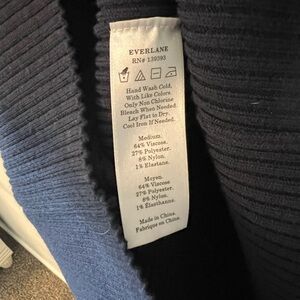 EVERLANE
RN# 139393
Hand Wash Cold,
With Like Colors.
Only Non Chlorine
Bleach When Needed.
Lay Flat to Dry.
Cool Iron If Needed.
Medium.
64% Viscose,
27% Polyester,
8% Nylon,
1% Elastane.
Moyen.
64% Viscose,
27% Polyester,
8% Nylon,
1% Élasthanne.
Made in China.
Fabriqué en Chine.